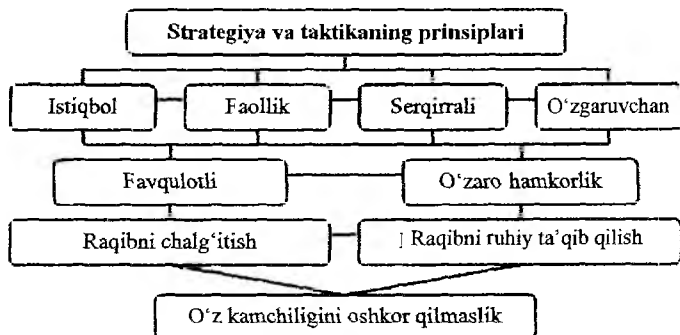 Strategiya va taktikaning prinsiplari
Istiqbol
Faollik
Serqirrali
O‘zgaruvchan
Favqulotli
O‘zaro hamkorlik
Raqibni chalg‘itish
Raqibni ruhiy ta’qib qilish
O‘z kamchiligini oshkor qilmaslik